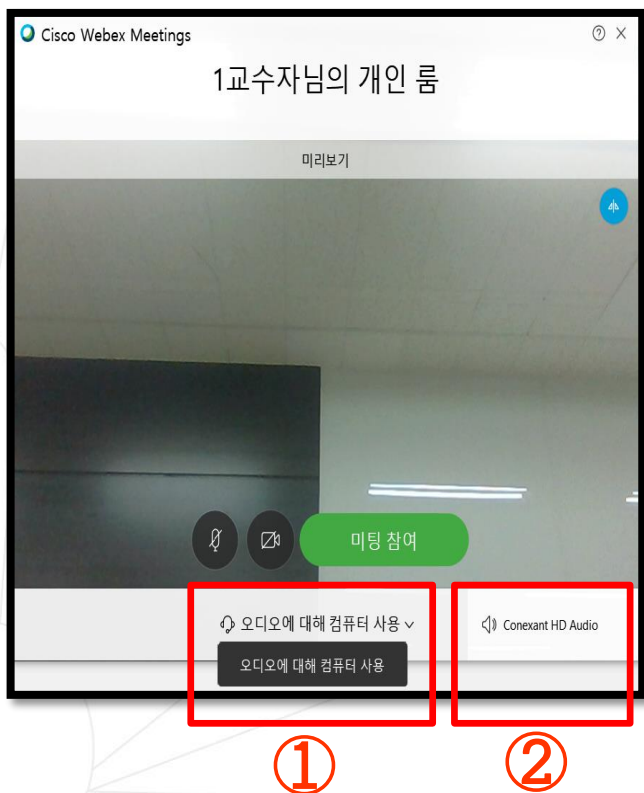 Cisco Webex Meetings
1교수자님의 개인 룸
미리보기
미팅 참여
오디오에 대해 컴퓨터 사용
Conexant HD Audio
오디오에 대해 컴퓨터 사용
① ②